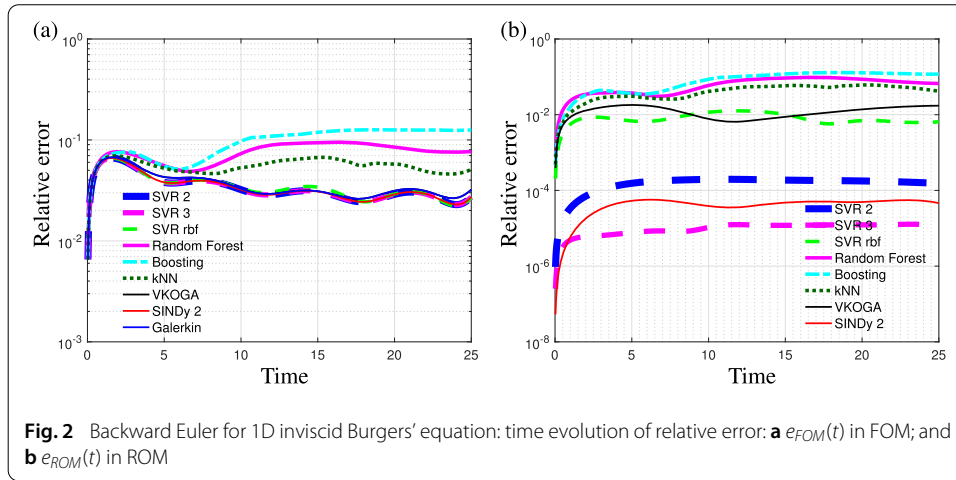 (a)
(b)
10^0
10^-1
10^-2
10^-3
Relative error
0 5 10 15 20 25
Time
SVR 2
SVR 3
SVR rbf
Random Forest
Boosting
kNN
VKOGA
SINDy 2
Galerkin
10^0
10^-2
10^-4
10^-6
10^-8
Relative error
0 5 10 15 20 25
Time
SVR 2
SVR 3
SVR rbf
Random Forest
Boosting
kNN
VKOGA
SINDy 2
Fig. 2 Backward Euler for 1D inviscid Burgers' equation: time evolution of relative error: a e_FOM(t) in FOM; and
b e_ROM(t) in ROM